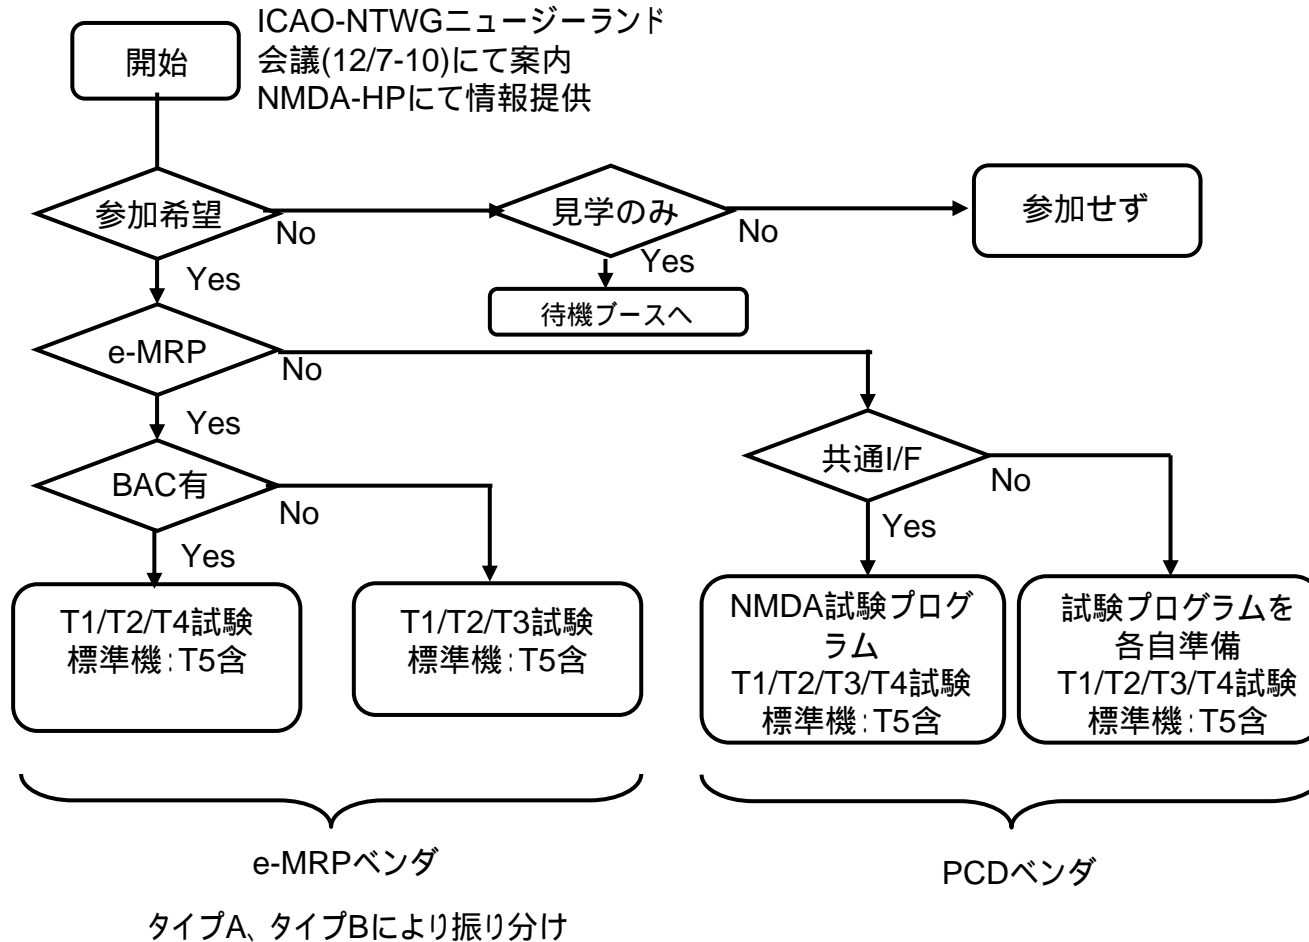 開始
ICAO-NTWGニュージーランド
会議(12/7-10)にて案内
NMDA-HPにて情報提供
参加希望
No
見学のみ
No
参加せず
Yes
Yes
待機ブースへ
e-MRP
No
Yes
BAC有
No
共通I/F
No
Yes
Yes
T1/T2/T4試験
標準機:T5含
T1/T2/T3試験
標準機:T5含
NMDA試験プログ
ラム
T1/T2/T3/T4試験
標準機:T5含
試験プログラムを
各自準備
T1/T2/T3/T4試験
標準機:T5含
e-MRPベンダ
PCDベンダ
タイプA、タイプBにより振り分け